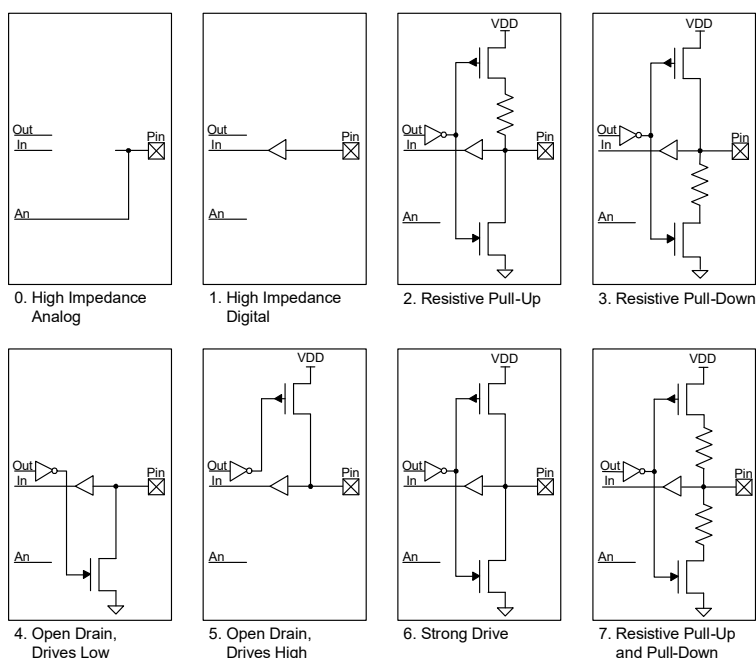 VDD
VDD
Out
In
Pin
An
Out
In
Pin
An
Out
In
Pin
An
Out
In
Pin
An
0. High Impedance
Analog
1. High Impedance
Digital
2. Resistive Pull-Up
3. Resistive Pull-Down
VDD
VDD
VDD
Out
In
Pin
An
Out
In
Pin
An
Out
In
Pin
An
Out
In
Pin
An
4. Open Drain,
Drives Low
5. Open Drain,
Drives High
6. Strong Drive
7. Resistive Pull-Up
and Pull-Down